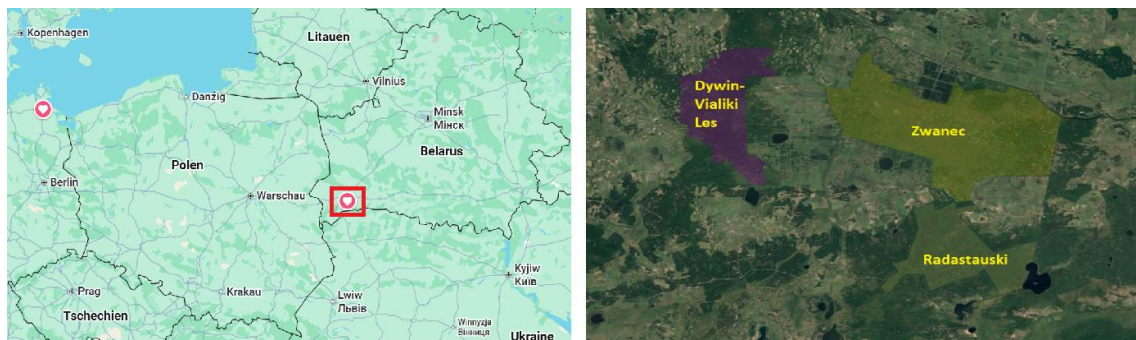 Kopenhagen
Litauen
Vilnius
Danzig
Minsk
Мінск
Belarus
Polen
Berlin
Warschau
Prag
Tschechien
Krakau
Lwiw
Львів
Kyjiw
Київ
Winnyzja
Вінниця
Ukraine
Dywin-
Vialiki
Les
Zwanec
Radastauski